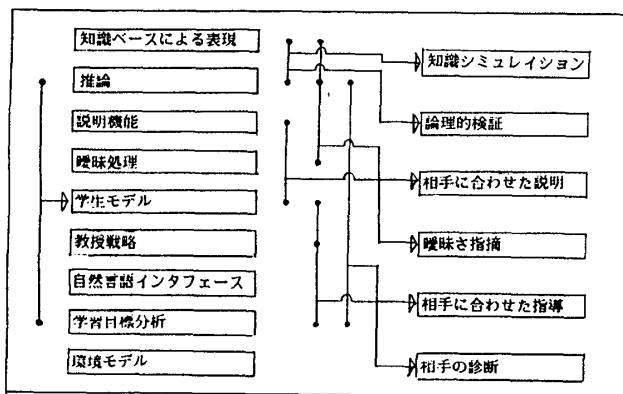 知識ベースによる表現
推論
説明機能
曖昧処理
学生モデル
教授戦略
自然言語インタフェース
学習目標分析
環境モデル
知識シミュレイション
論理的検証
相手に合わせた説明
曖昧さ指摘
相手に合わせた指導
相手の診断